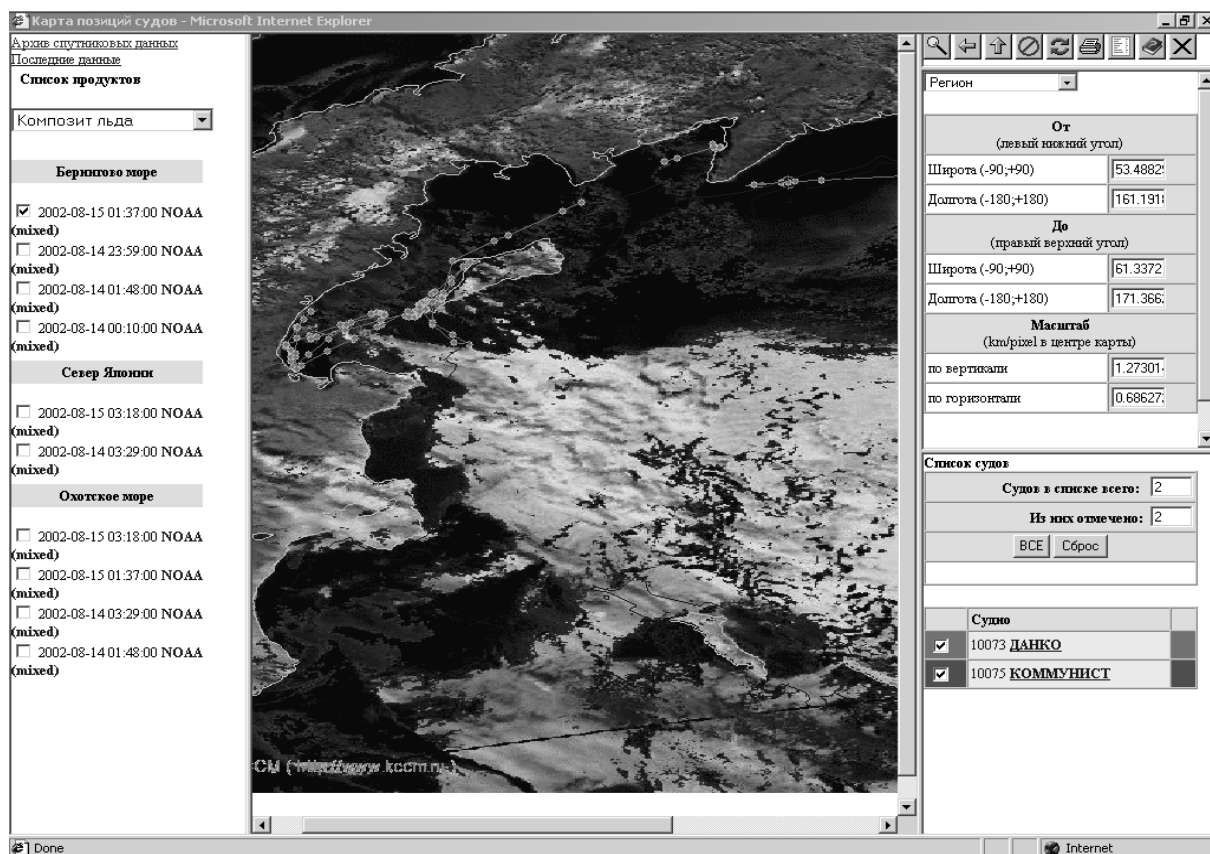 Карта позиций судов - Microsoft Internet Explorer
Архив спутниковых данных
Последние данные
Список продуктов
Композит льда
Берингово море
2002-08-15 01:37:00 NOAA
(mixed)
2002-08-14 23:59:00 NOAA
(mixed)
2002-08-14 01:48:00 NOAA
(mixed)
2002-08-14 00:10:00 NOAA
(mixed)
Север Японии
2002-08-15 03:18:00 NOAA
(mixed)
2002-08-14 03:29:00 NOAA
(mixed)
Охотское море
2002-08-15 03:18:00 NOAA
(mixed)
2002-08-15 01:37:00 NOAA
(mixed)
2002-08-14 03:29:00 NOAA
(mixed)
2002-08-14 01:48:00 NOAA
(mixed)
СМ ( http://www.kccm.ru )
Регион
От
(левый нижний угол)
Широта (-90;+90) 53.4882
Долгота (-180;+180) 161.191
До
(правый верхний угол)
Широта (-90;+90) 61.3372
Долгота (-180;+180) 171.366
Масштаб
(km/pixel в центре карты)
по вертикали 1.27301
по горизонтали 0.68627
Список судов
Судов в списке всего: 2
Из них отмечено: 2
ВСЕ Сброс
Судно
10073 ДАНКО
10075 КОММУНИСТ
Done
Internet